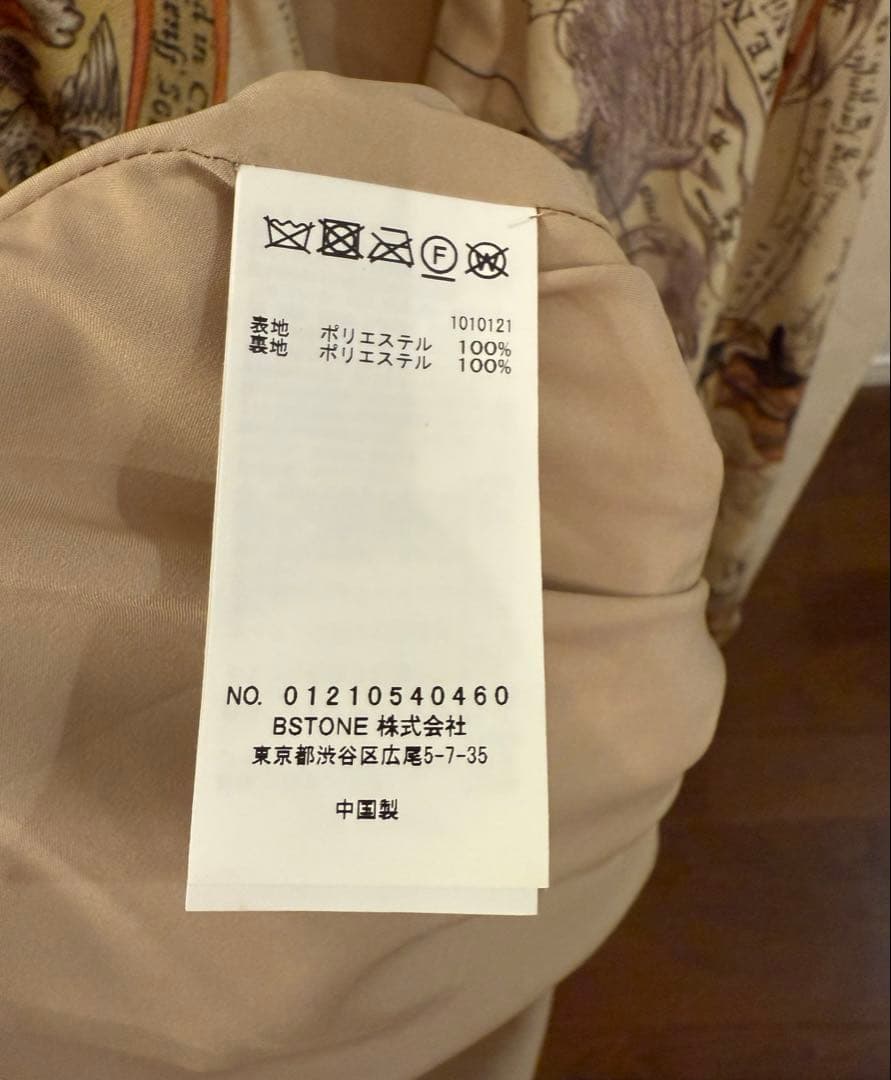 F W
1010121
表地 ポリエステル 100%
裏地 ポリエステル 100%
NO. 01210540460
BSTONE 株式会社
東京都渋谷区広尾5-7-35
中国製